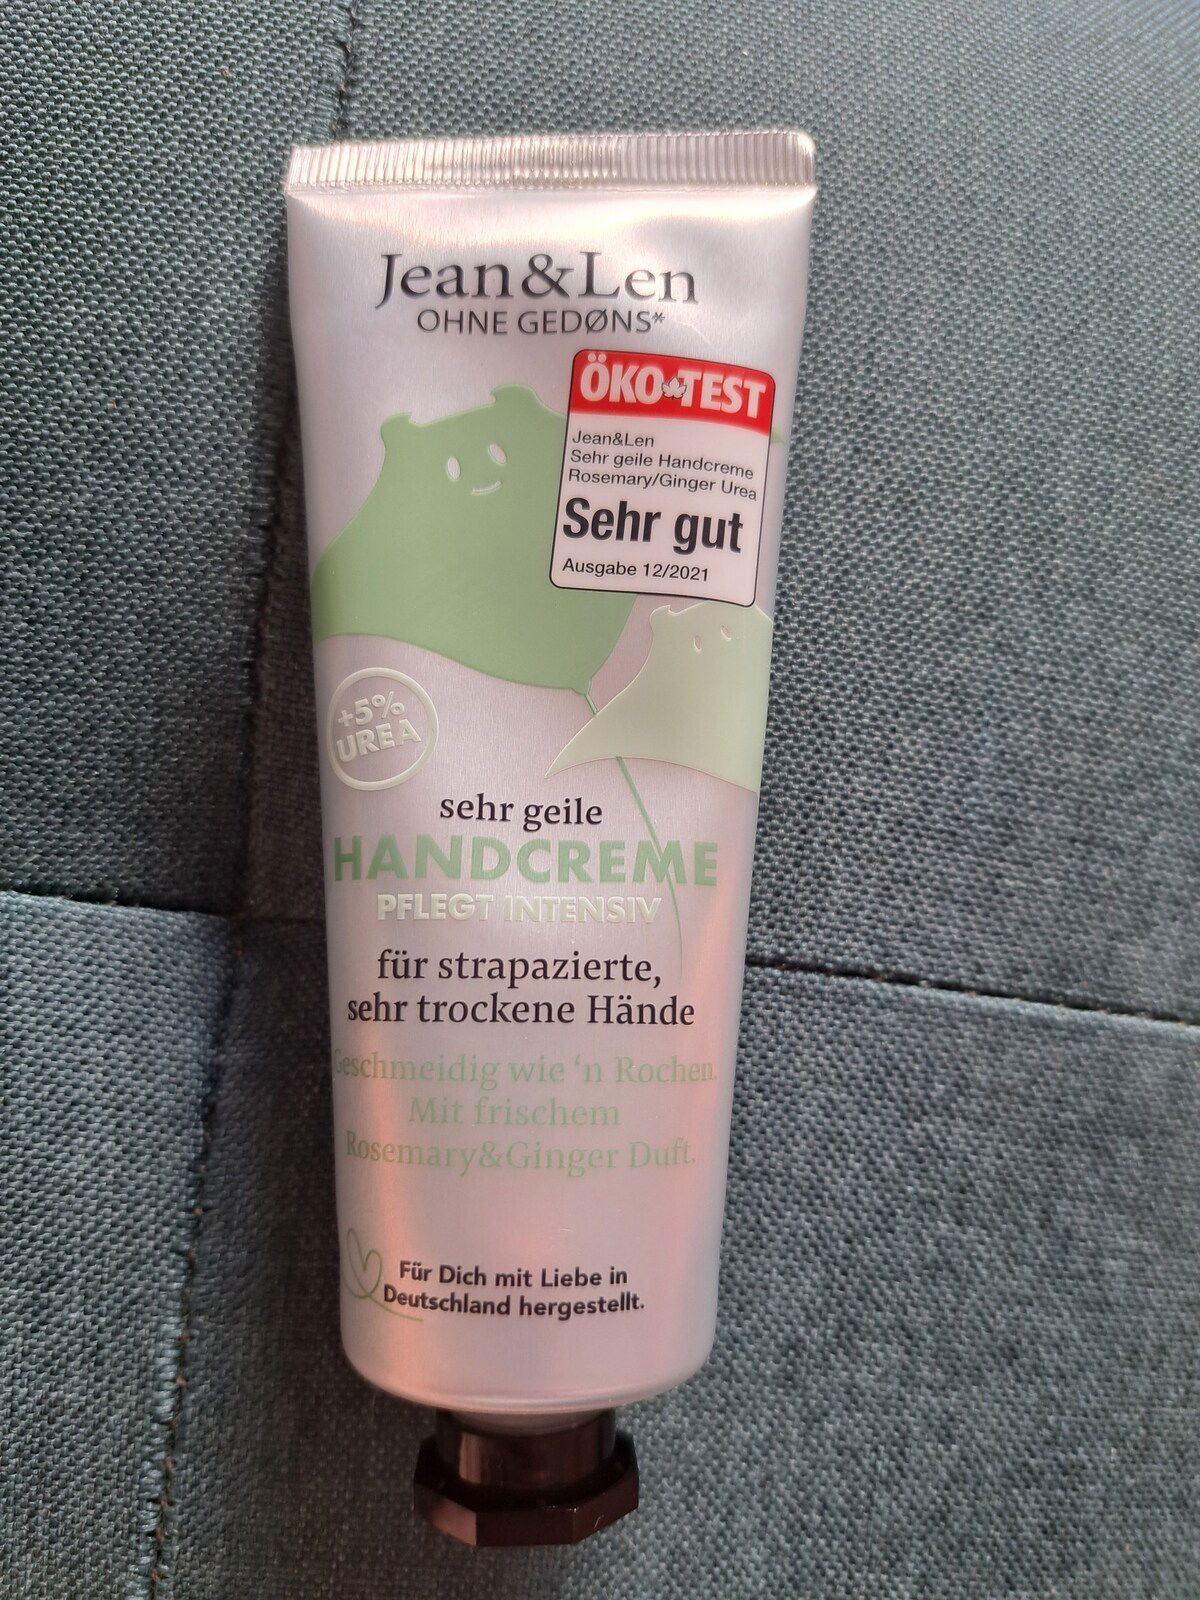 Jean&Len
OHNE GEDØNS*
ÖKO TEST
Jean&Len
Sehr geile Handcreme
Rosemary/Ginger Urea
Sehr gut
Ausgabe 12/2021
+5%
UREA
sehr geile
HANDCREME
PFLEGT INTENSIV
für strapazierte,
sehr trockene Hände
Geschmeidig wie ‘n Rochen.
Mit frischem
Rosemary&Ginger Duft.
Für Dich mit Liebe in
Deutschland hergestellt.